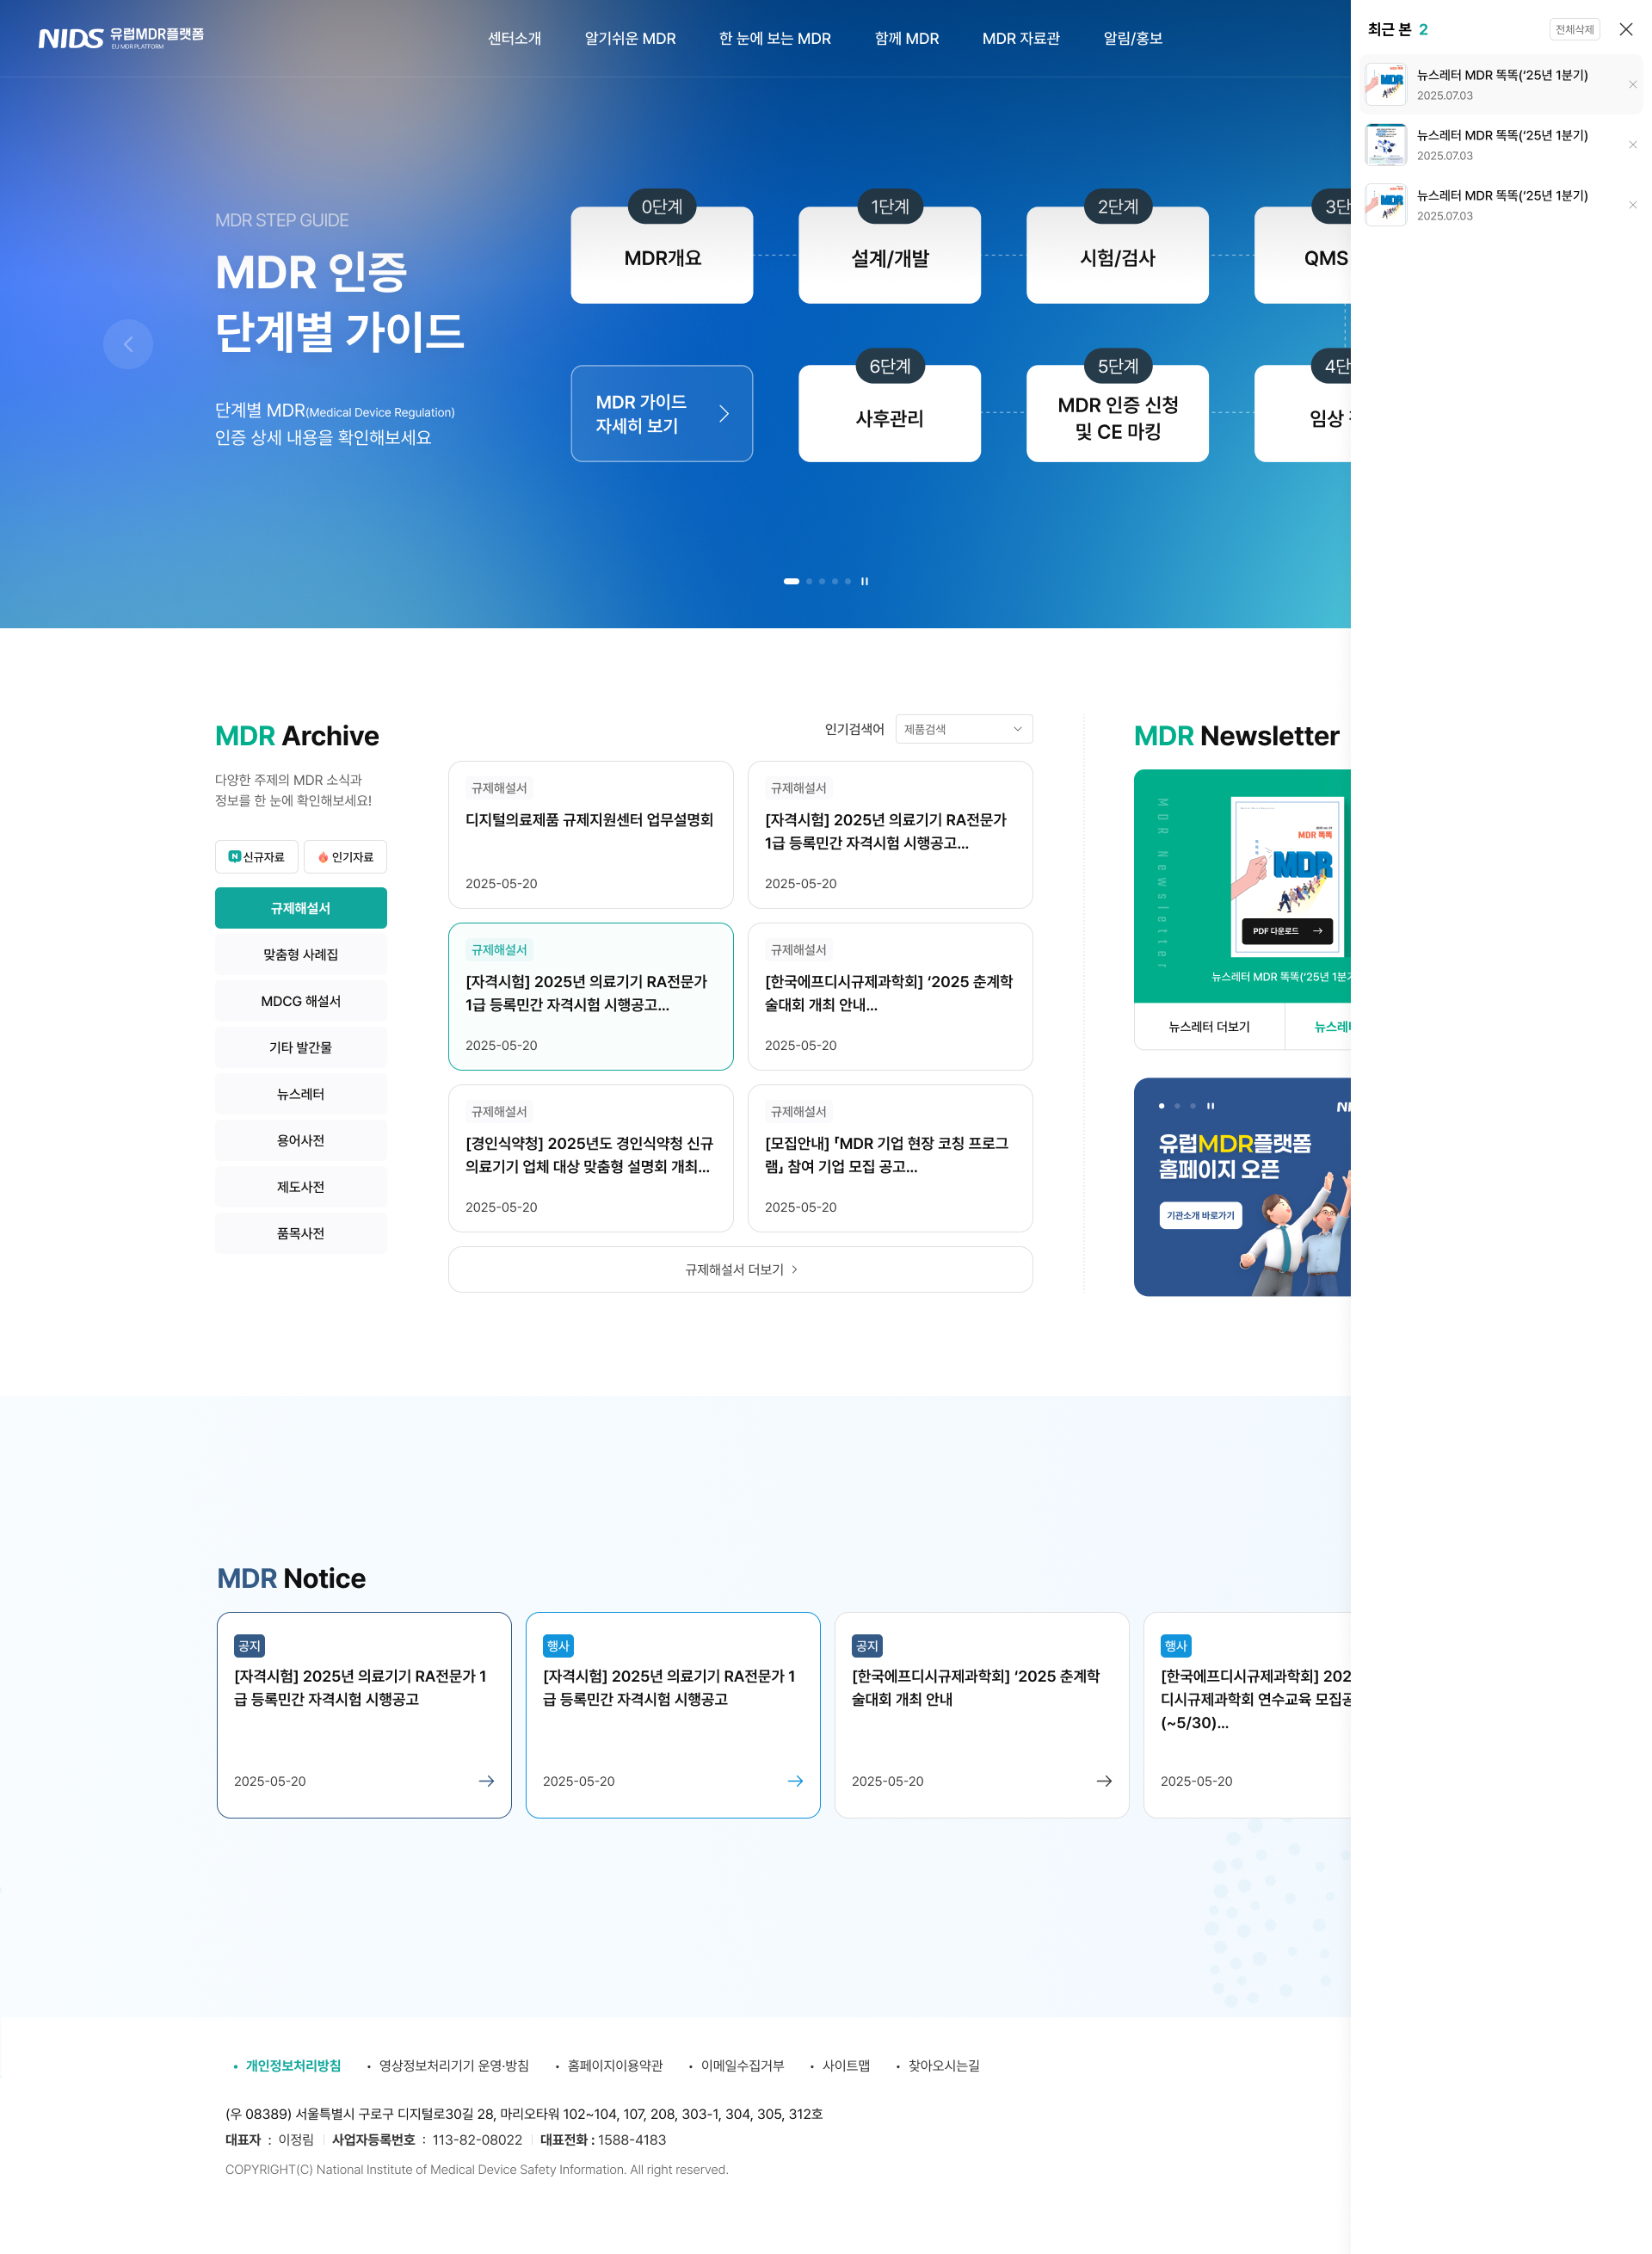 NIDS 유럽MDR플랫폼
EU MDR PLATFORM
센터소개 알기쉬운 MDR 한 눈에 보는 MDR 함께 MDR MDR 자료관 알림/홍보
최근 본 2 전체삭제
뉴스레터 MDR 똑똑('25년 1분기)
2025.07.03
뉴스레터 MDR 똑똑('25년 1분기)
2025.07.03
뉴스레터 MDR 똑똑('25년 1분기)
2025.07.03
MDR STEP GUIDE
MDR 인증
단계별 가이드
단계별 MDR(Medical Device Regulation)
인증 상세 내용을 확인해보세요
0단계
MDR개요
1단계
설계/개발
2단계
시험/검사
3단
QMS
MDR 가이드
자세히 보기
6단계
사후관리
5단계
MDR 인증 신청
및 CE 마킹
4단
임상
MDR Archive
다양한 주제의 MDR 소식과
정보를 한 눈에 확인해보세요!
신규자료 인기자료
규제해설서
맞춤형 사례집
MDCG 해설서
기타 발간물
뉴스레터
용어사전
제도사전
품목사전
인기검색어 제품검색
규제해설서
디지털의료제품 규제지원센터 업무설명회
2025-05-20
규제해설서
[자격시험] 2025년 의료기기 RA전문가
1급 등록민간 자격시험 시행공고...
2025-05-20
규제해설서
[자격시험] 2025년 의료기기 RA전문가
1급 등록민간 자격시험 시행공고...
2025-05-20
규제해설서
[한국에프디시규제과학회] ‘2025 춘계학
술대회 개최 안내...
2025-05-20
규제해설서
[경인식약청] 2025년도 경인식약청 신규
의료기기 업체 대상 맞춤형 설명회 개최...
2025-05-20
규제해설서
[모집안내] 「MDR 기업 현장 코칭 프로그
램」 참여 기업 모집 공고...
2025-05-20
규제해설서 더보기
MDR Newsletter
MDR Newsletter
MDR 똑똑
MDR
PDF 다운로드
뉴스레터 MDR 똑똑('25년 1분
뉴스레터 더보기 뉴스레
유럽MDR플랫폼
홈페이지 오픈
기관소개 바로가기
MDR Notice
공지
[자격시험] 2025년 의료기기 RA전문가 1
급 등록민간 자격시험 시행공고
2025-05-20
행사
[자격시험] 2025년 의료기기 RA전문가 1
급 등록민간 자격시험 시행공고
2025-05-20
공지
[한국에프디시규제과학회] ‘2025 춘계학
술대회 개최 안내
2025-05-20
행사
[한국에프디시규제과학회] 202
디시규제과학회 연수교육 모집공
(~5/30)...
2025-05-20
• 개인정보처리방침 • 영상정보처리기기 운영·방침 • 홈페이지이용약관 • 이메일수집거부 • 사이트맵 • 찾아오시는길
(우 08389) 서울특별시 구로구 디지털로30길 28, 마리오타워 102~104, 107, 208, 303-1, 304, 305, 312호
대표자 : 이정림 | 사업자등록번호 : 113-82-08022 | 대표전화 : 1588-4183
COPYRIGHT(C) National Institute of Medical Device Safety Information. All right reserved.